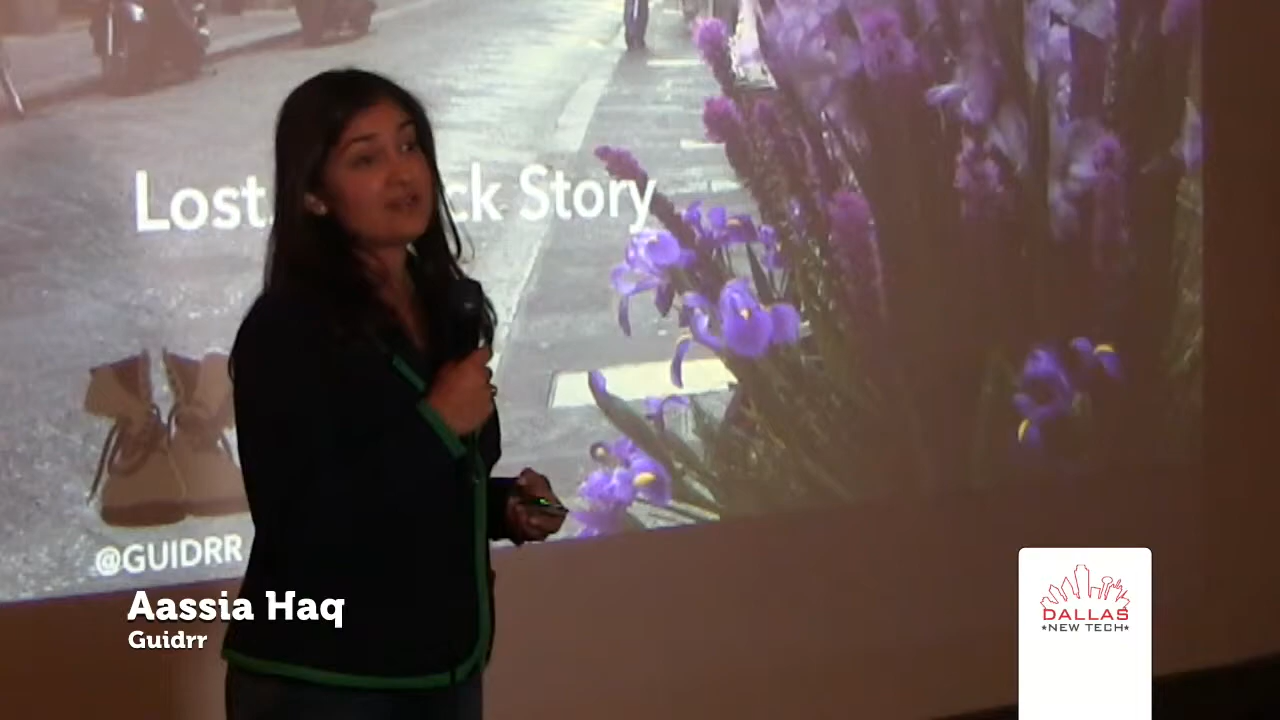 Lost. ck Story
@GUIDRR
Aassia Haq
Guidrr
DALLAS
★NEW TECH★